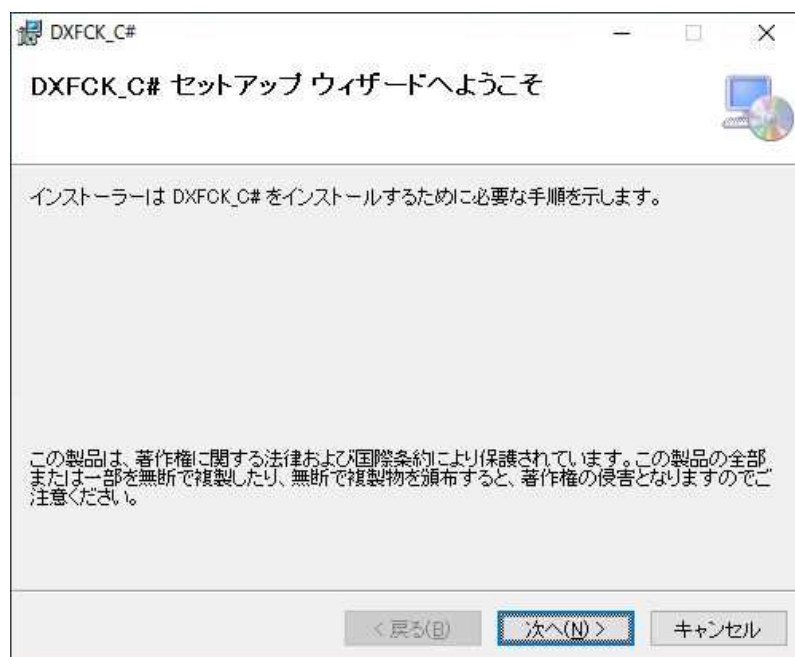 DXFCK_C#
DXFCK_C# セットアップ ウィザードへようこそ
インストーラーは DXFCK_C# をインストールするために必要な手順を示します。
この製品は、著作権に関する法律および国際条約により保護されています。この製品の全部
または一部を無断で複製したり、無断で複製物を頒布すると、著作権の侵害となりますのでご
注意ください。
< 戻る(B)
次へ(N) >
キャンセル